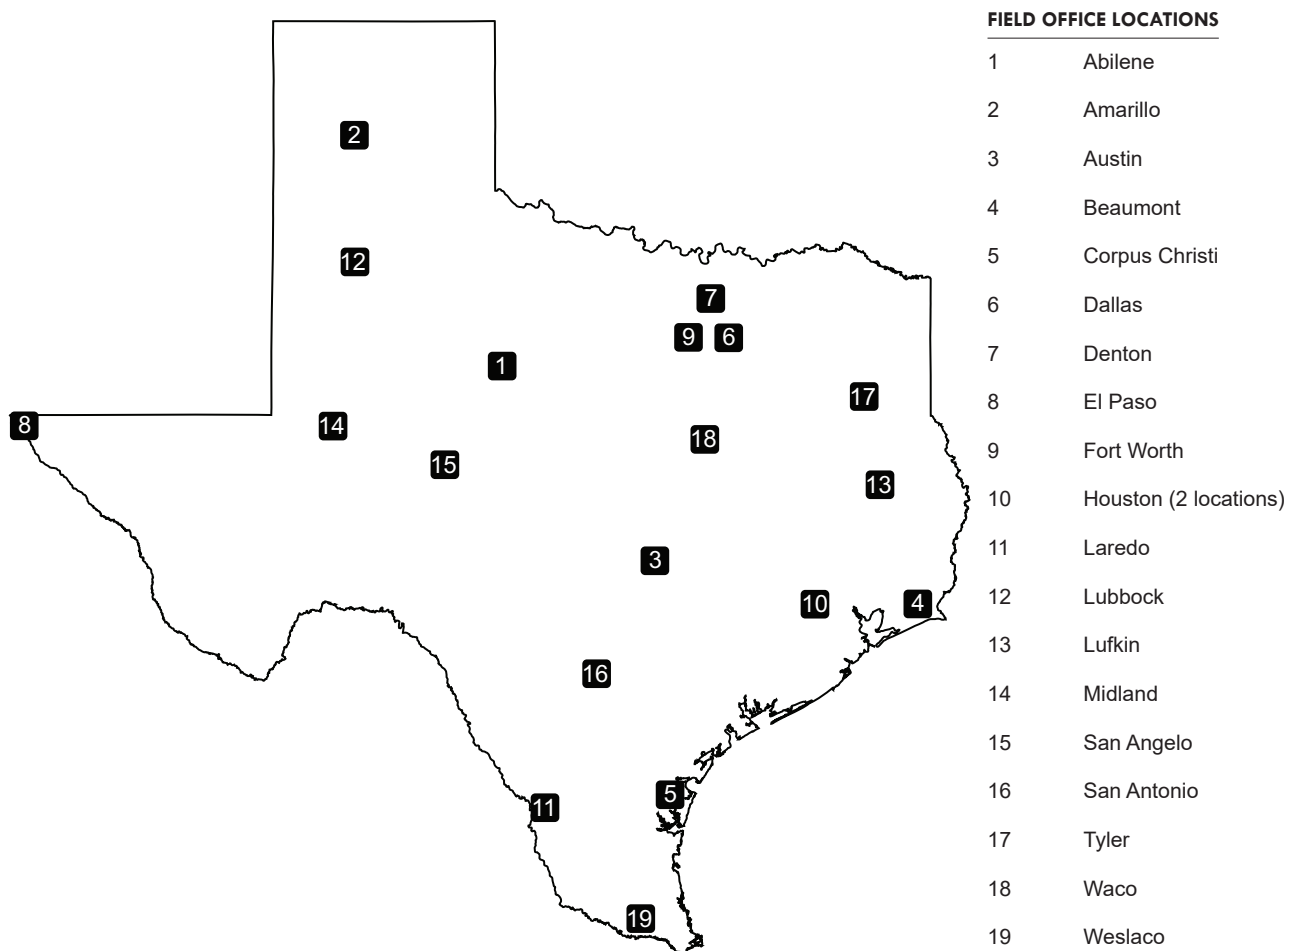 FIELD OFFICE LOCATIONS
1 Abilene
2 Amarillo
3 Austin
4 Beaumont
5 Corpus Christi
6 Dallas
7 Denton
8 El Paso
9 Fort Worth
10 Houston (2 locations)
11 Laredo
12 Lubbock
13 Lufkin
14 Midland
15 San Angelo
16 San Antonio
17 Tyler
18 Waco
19 Weslaco
2
12
7
9 6
1
17
8
14
18
15
13
3
10
4
16
5
11
19